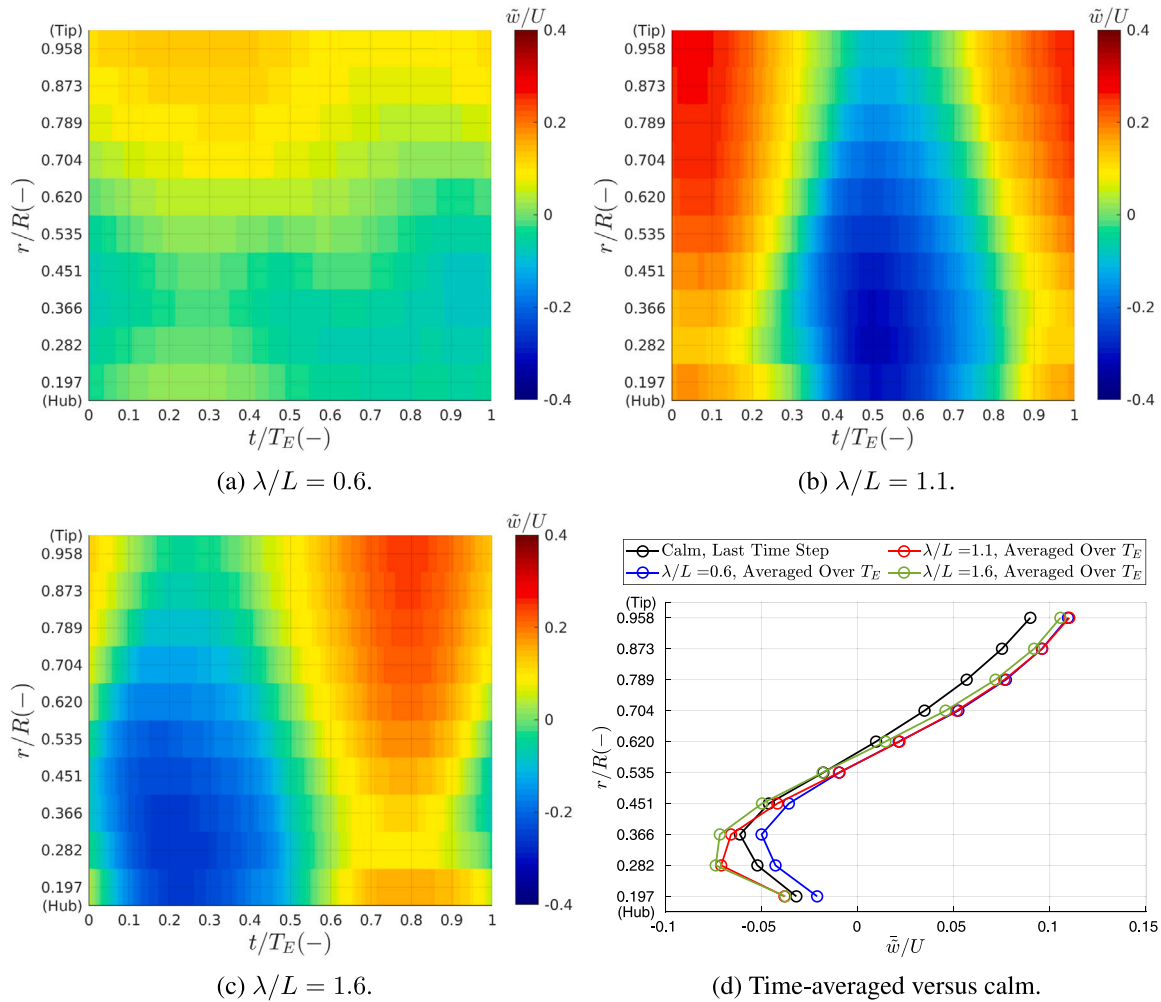 w̃/U
(Tip)
0.958
0.873
0.789
0.704
0.620
0.535
0.451
0.366
0.282
0.197
(Hub)
r/R(−)
0 0.1 0.2 0.3 0.4 0.5 0.6 0.7 0.8 0.9 1
t/T_E(−)
0.4
0.2
0
-0.2
-0.4
(a) λ/L = 0.6.
w̃/U
(Tip)
0.958
0.873
0.789
0.704
0.620
0.535
0.451
0.366
0.282
0.197
(Hub)
r/R(−)
0 0.1 0.2 0.3 0.4 0.5 0.6 0.7 0.8 0.9 1
t/T_E(−)
0.4
0.2
0
-0.2
-0.4
(b) λ/L = 1.1.
w̃/U
(Tip)
0.958
0.873
0.789
0.704
0.620
0.535
0.451
0.366
0.282
0.197
(Hub)
r/R(−)
0 0.1 0.2 0.3 0.4 0.5 0.6 0.7 0.8 0.9 1
t/T_E(−)
0.4
0.2
0
-0.2
-0.4
(c) λ/L = 1.6.
Calm, Last Time Step
λ/L =1.1, Averaged Over T_E
λ/L =0.6, Averaged Over T_E
λ/L =1.6, Averaged Over T_E
(Tip)
0.958
0.873
0.789
0.704
0.620
0.535
0.451
0.366
0.282
0.197
(Hub)
r/R(−)
-0.1 -0.05 0 0.05 0.1 0.15
w̃̄/U
(d) Time-averaged versus calm.